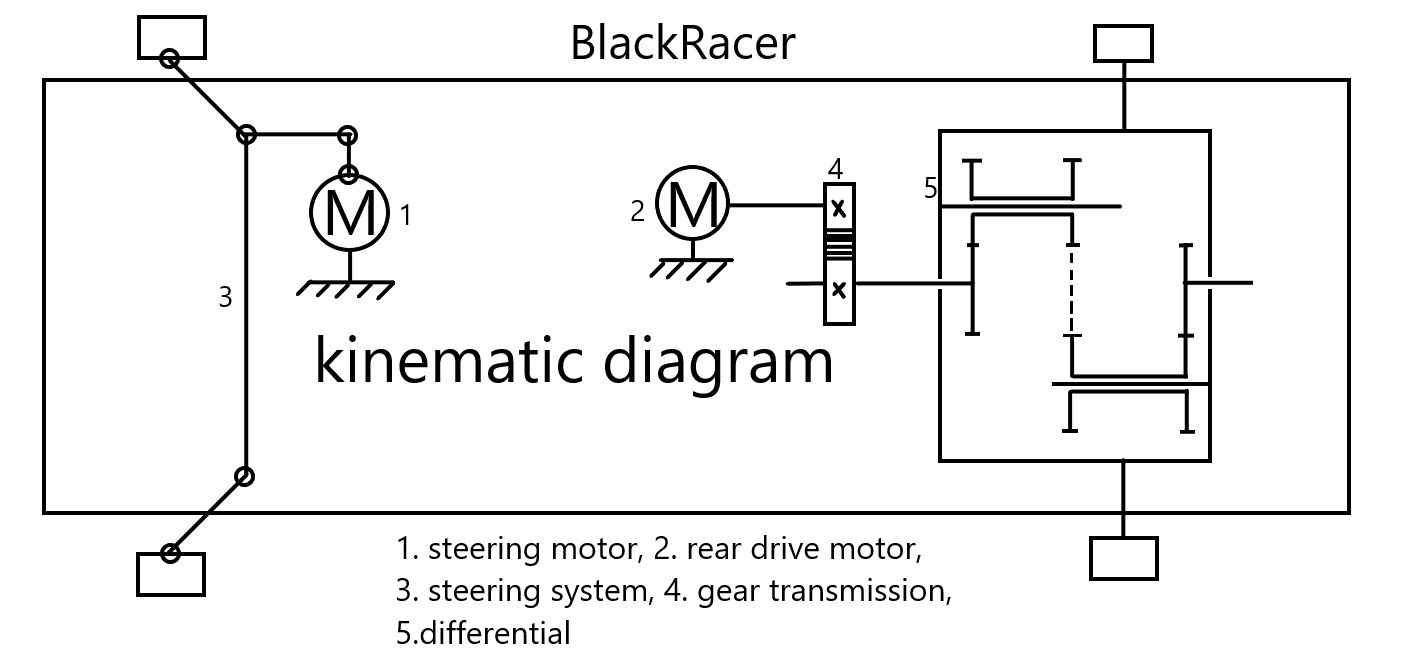 BlackRacer
M 1
2 M
4
5
3
kinematic diagram
1. steering motor, 2. rear drive motor,
3. steering system, 4. gear transmission,
5.differential